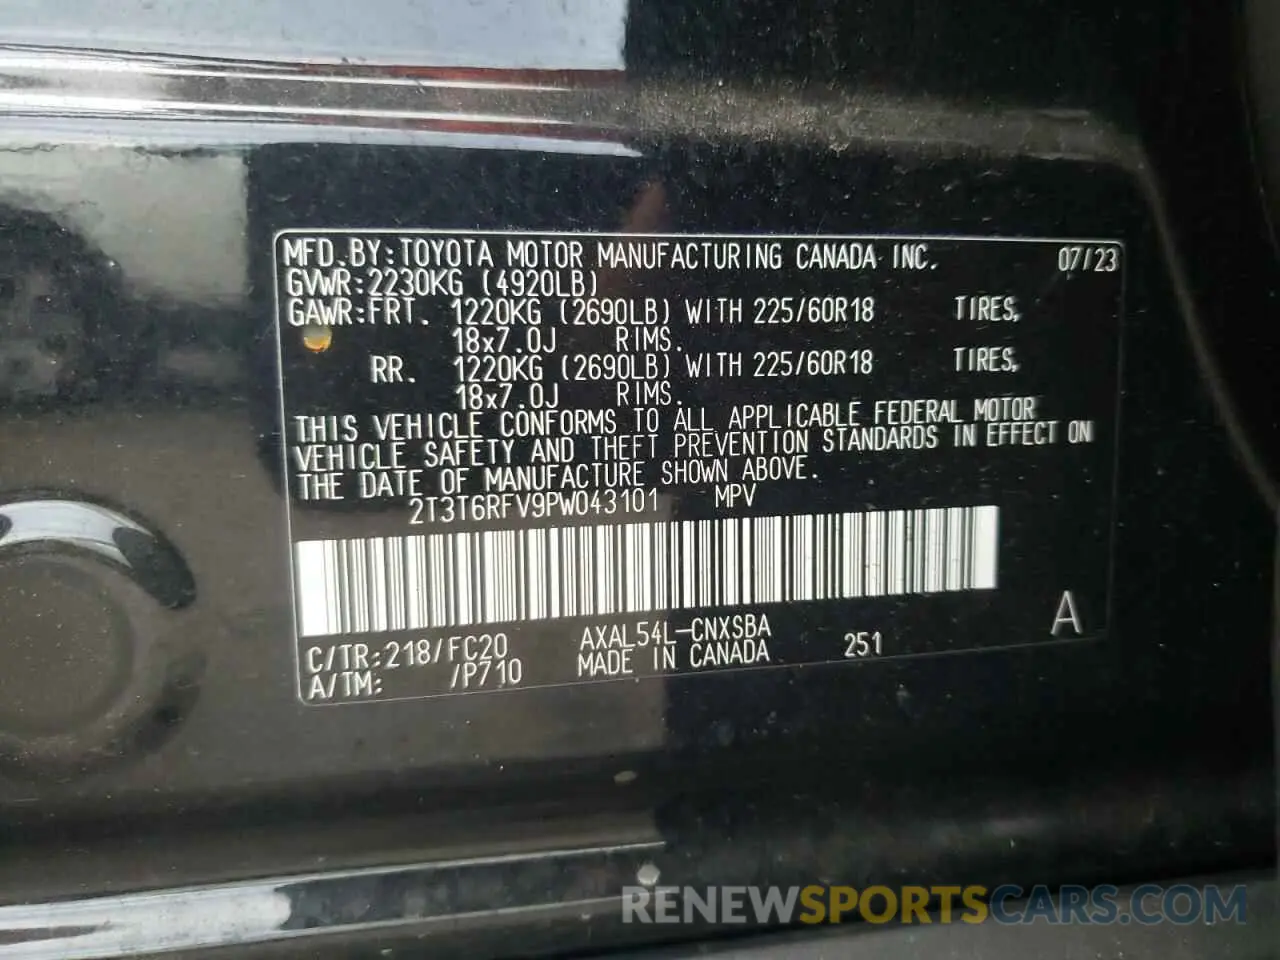 MFD.BY:TOYOTA MOTOR MANUFACTURING CANADA INC. 07/23
GVWR:2230KG (4920LB)
GAWR:FRT. 1220KG (2690LB) WITH 225/60R18 TIRES,
18x7.0J RIMS.
RR. 1220KG (2690LB) WITH 225/60R18 TIRES,
18x7.0J RIMS.
THIS VEHICLE CONFORMS TO ALL APPLICABLE FEDERAL MOTOR
VEHICLE SAFETY AND THEFT PREVENTION STANDARDS IN EFFECT ON
THE DATE OF MANUFACTURE SHOWN ABOVE.
2T3T6RFV9PW043101 MPV
C/TR:218/FC20 AXAL54L-CNXSBA 251 A
A/TM: /P710 MADE IN CANADA
RENEWSPORTSCARS.COM